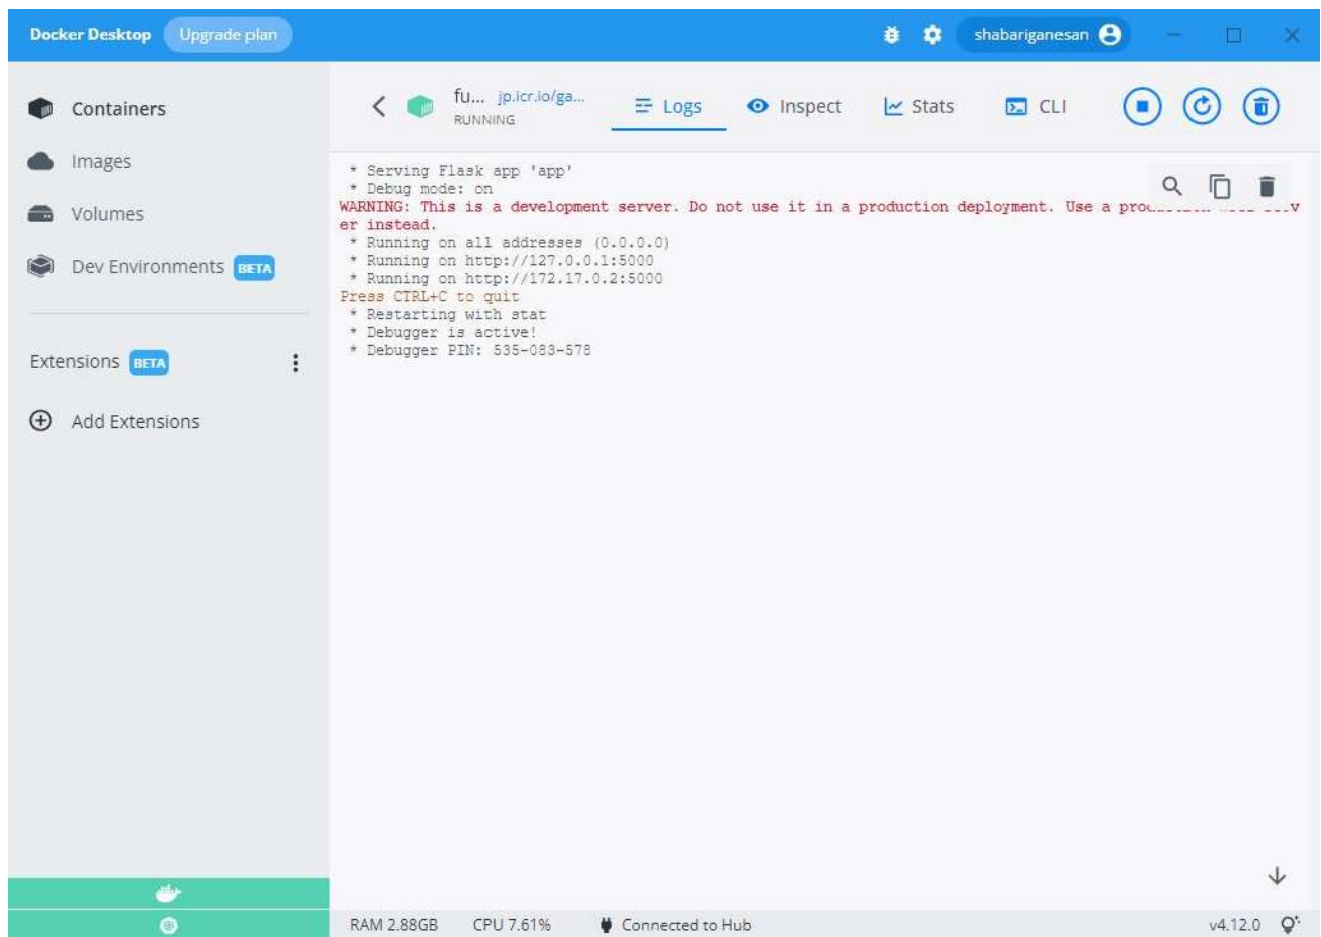 Docker Desktop Upgrade plan shabariganesan
Containers
Images
Volumes
Dev Environments BETA
Extensions BETA
Add Extensions
fu... jp.icr.io/ga...
RUNNING
Logs Inspect Stats CLI
* Serving Flask app 'app'
* Debug mode: on
WARNING: This is a development server. Do not use it in a production deployment. Use a
er instead.
* Running on all addresses (0.0.0.0)
* Running on http://127.0.0.1:5000
* Running on http://172.17.0.2:5000
Press CTRL+C to quit
* Restarting with stat
* Debugger is active!
* Debugger PIN: 535-083-578
RAM 2.88GB CPU 7.61% Connected to Hub v4.12.0